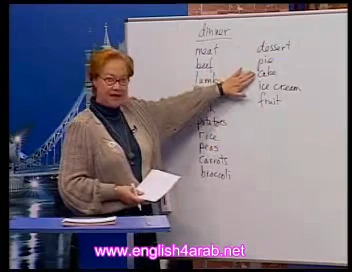 dinner
meat
beef
lamb
potatoes
rice
peas
carrots
broccoli
dessert
pie
cake
ice cream
fruit
www.english4arab.net